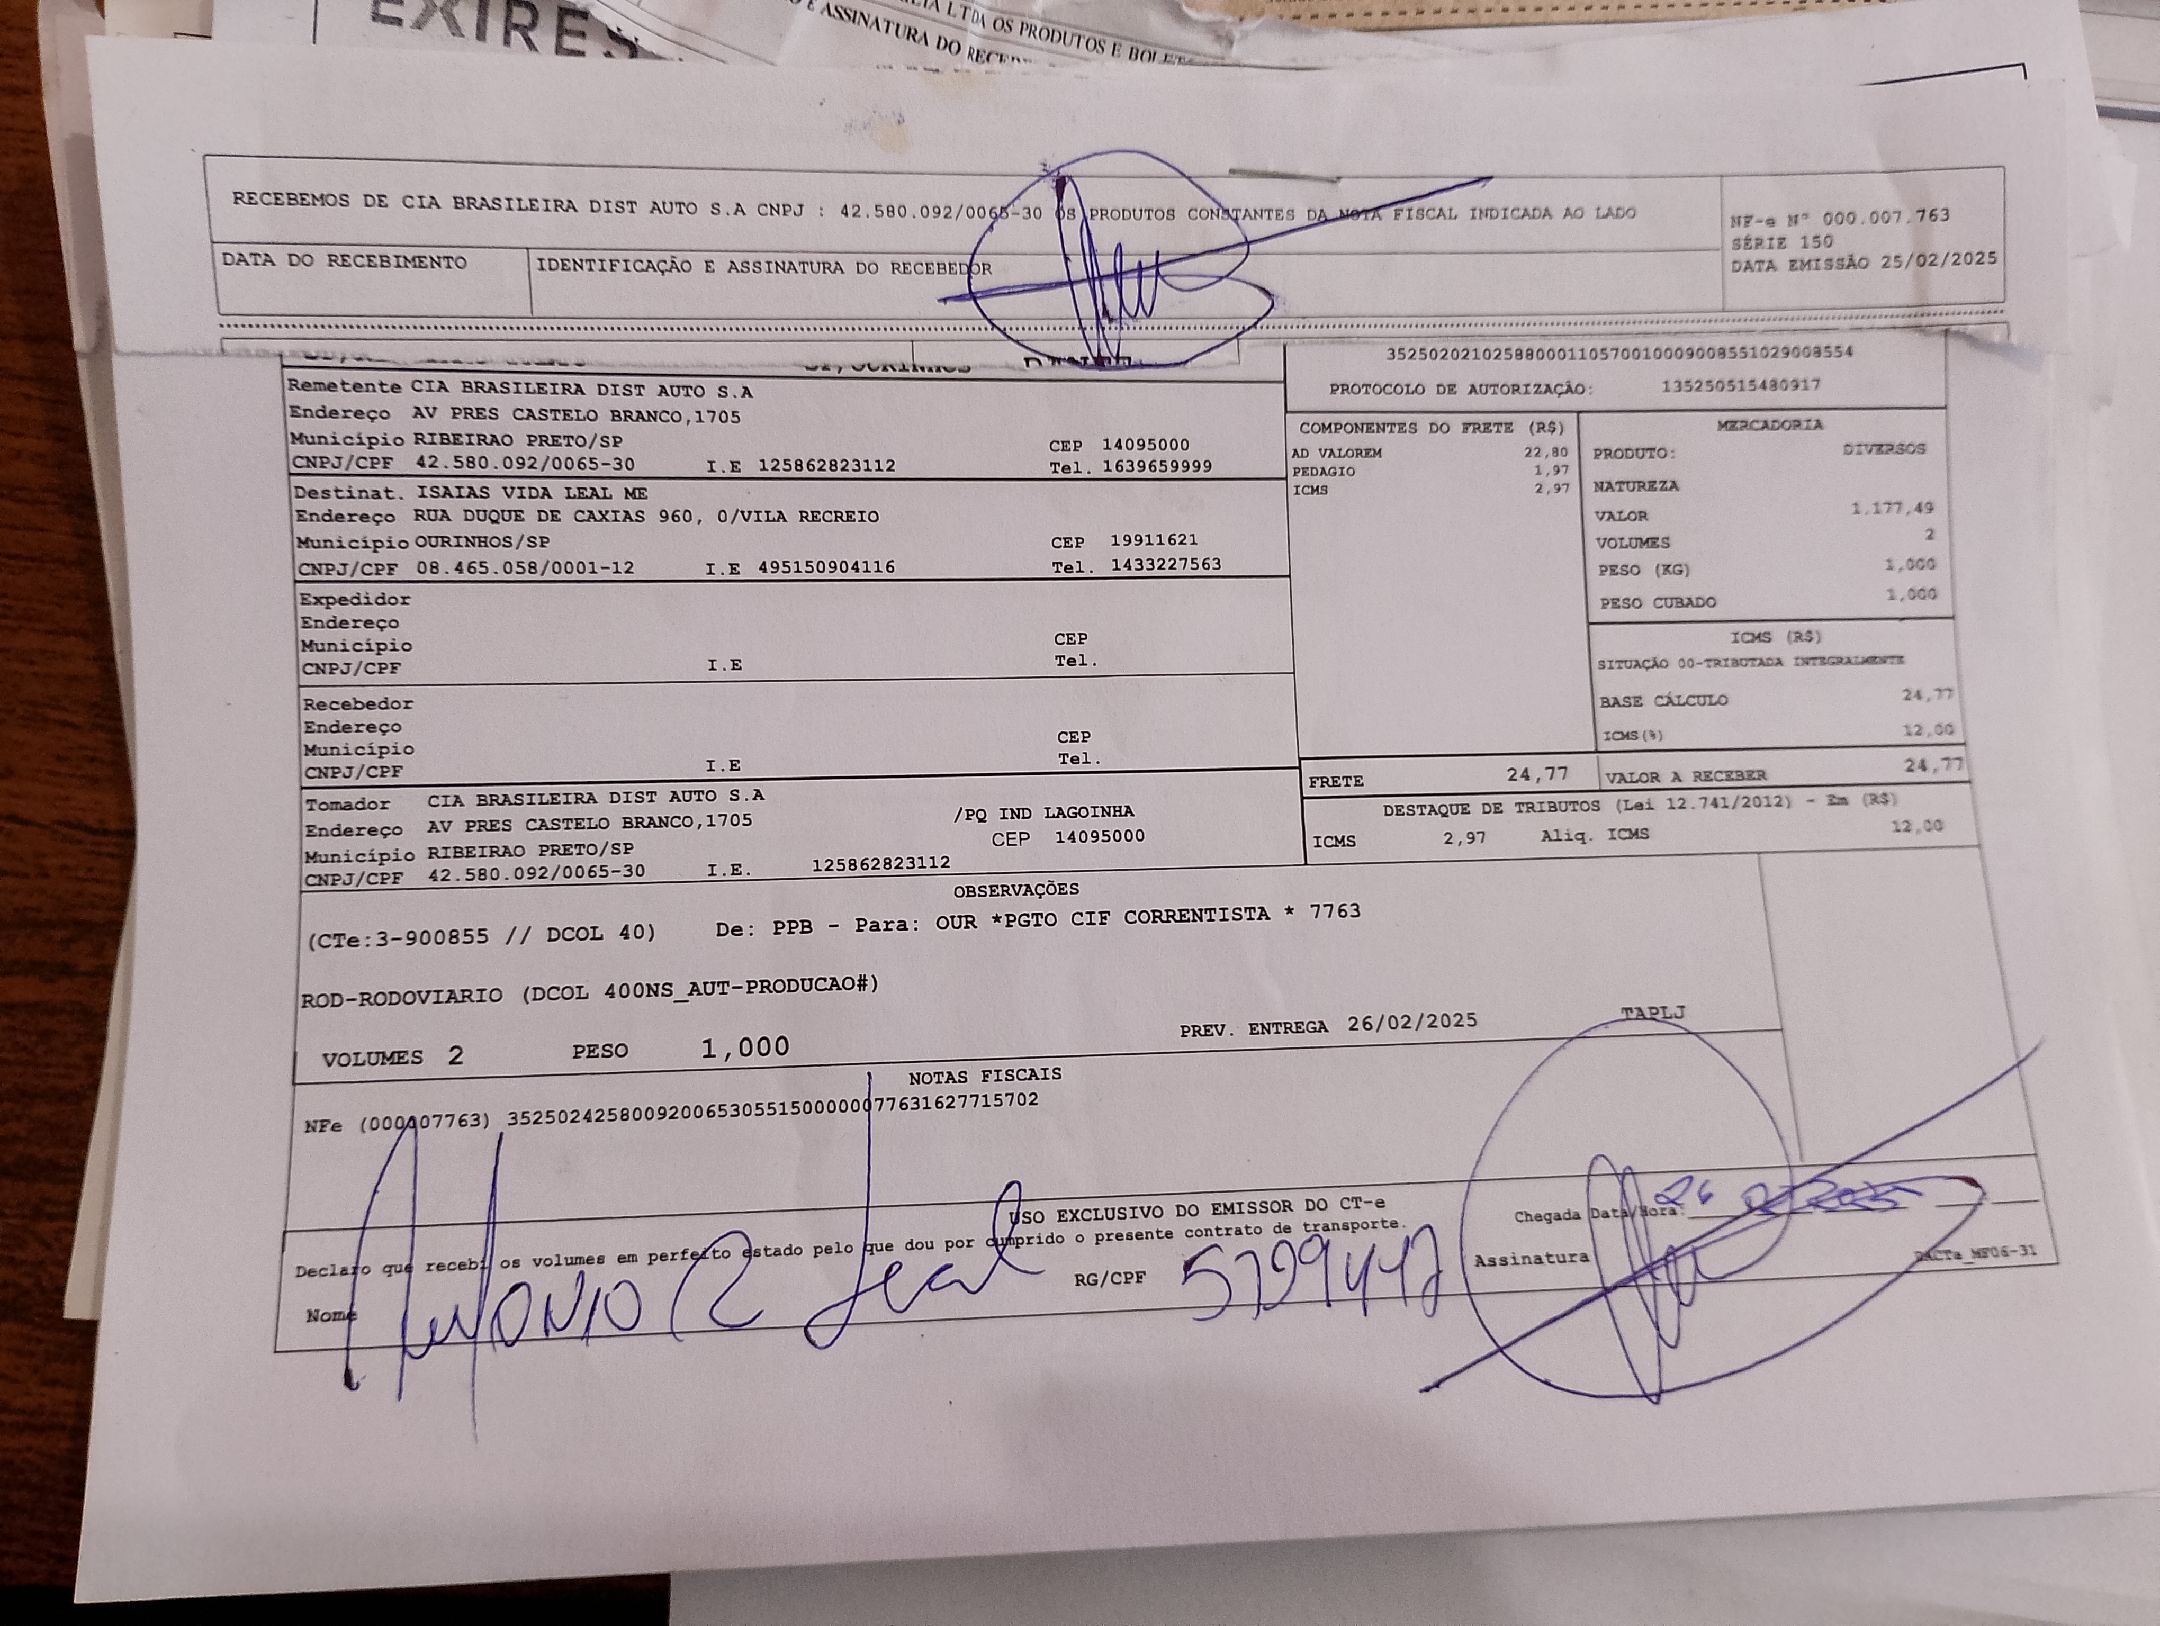 EXIRES
LTDA OS PRODUTOS E BOLET
E ASSINATURA DO RECEB
RECEBEMOS DE CIA BRASILEIRA DIST AUTO S.A CNPJ : 42.580.092/0065-30 OS PRODUTOS CONSTANTES DA NOTA FISCAL INDICADA AO LADO
NF-e Nº 000.007.763
SÉRIE 150
DATA EMISSÃO 25/02/2025
DATA DO RECEBIMENTO
IDENTIFICAÇÃO E ASSINATURA DO RECEBEDOR
35250202102588000110570010009008551029008554
PROTOCOLO DE AUTORIZAÇÃO: 135250515480917
Remetente CIA BRASILEIRA DIST AUTO S.A
Endereço AV PRES CASTELO BRANCO,1705
Município RIBEIRAO PRETO/SP CEP 14095000
CNPJ/CPF 42.580.092/0065-30 I.E 125862823112 Tel. 1639659999
Destinat. ISAIAS VIDA LEAL ME
Endereço RUA DUQUE DE CAXIAS 960, 0/VILA RECREIO
Município OURINHOS/SP CEP 19911621
CNPJ/CPF 08.465.058/0001-12 I.E 495150904116 Tel. 1433227563
Expedidor
Endereço
Município CEP
CNPJ/CPF I.E Tel.
Recebedor
Endereço
Município CEP
CNPJ/CPF I.E Tel.
Tomador CIA BRASILEIRA DIST AUTO S.A
Endereço AV PRES CASTELO BRANCO,1705 /PQ IND LAGOINHA
Município RIBEIRAO PRETO/SP CEP 14095000
CNPJ/CPF 42.580.092/0065-30 I.E. 125862823112
COMPONENTES DO FRETE (R$)
AD VALOREM 22,80
PEDAGIO 1,97
ICMS 2,97
MERCADORIA
PRODUTO: DIVERSOS
NATUREZA
VALOR 1.177,49
VOLUMES 2
PESO (KG) 1,000
PESO CUBADO 1,000
ICMS (R$)
SITUAÇÃO 00-TRIBUTADA INTEGRALMENTE
BASE CÁLCULO 24,77
ICMS(%) 12,00
FRETE 24,77 VALOR A RECEBER 24,77
DESTAQUE DE TRIBUTOS (Lei 12.741/2012) - Em (R$)
ICMS 2,97 Aliq. ICMS 12,00
OBSERVAÇÕES
(CTe:3-900855 // DCOL 40) De: PPB - Para: OUR *PGTO CIF CORRENTISTA * 7763
ROD-RODOVIARIO (DCOL 400NS_AUT-PRODUCAO#)
VOLUMES 2 PESO 1,000 PREV. ENTREGA 26/02/2025 TAPLJ
NOTAS FISCAIS
NFe (000007763) 35250242580092006530551500000077631627715702
USO EXCLUSIVO DO EMISSOR DO CT-e
Declaro que recebi os volumes em perfeito estado pelo que dou por cumprido o presente contrato de transporte.
Chegada Data/Hora: 26 02 2025
Nome Antonio R Leal RG/CPF 5799447 Assinatura
DACTe_MF06-31